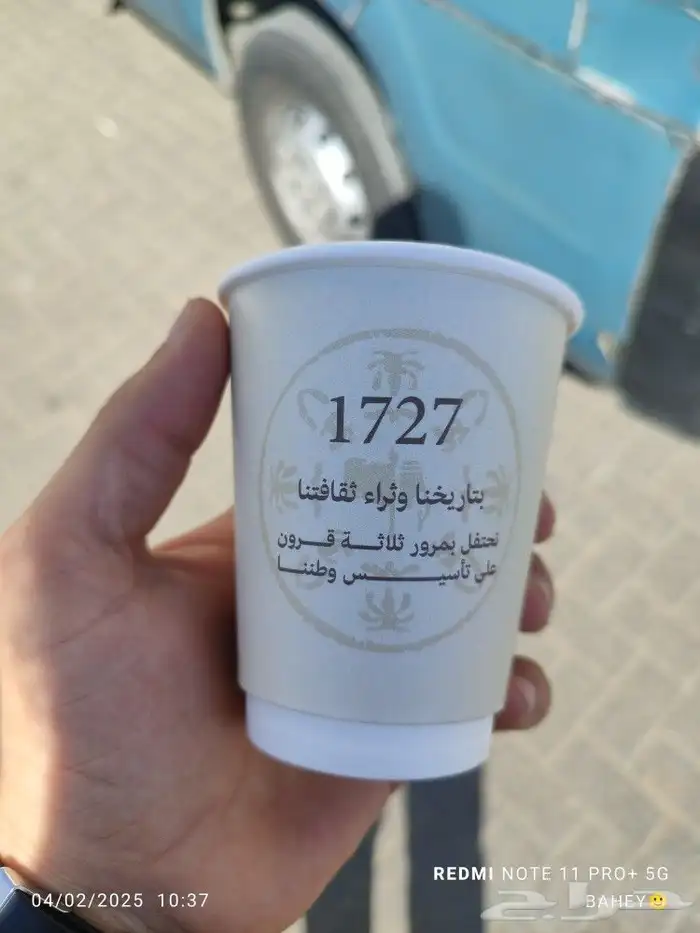 1727
بتاريخنا وثراء ثقافتنا
نحتفل بمرور ثلاثة قرون
على تأسيس وطننا
REDMI NOTE 11 PRO+ 5G
04/02/2025 10:37
BAHEY🙂
حراج